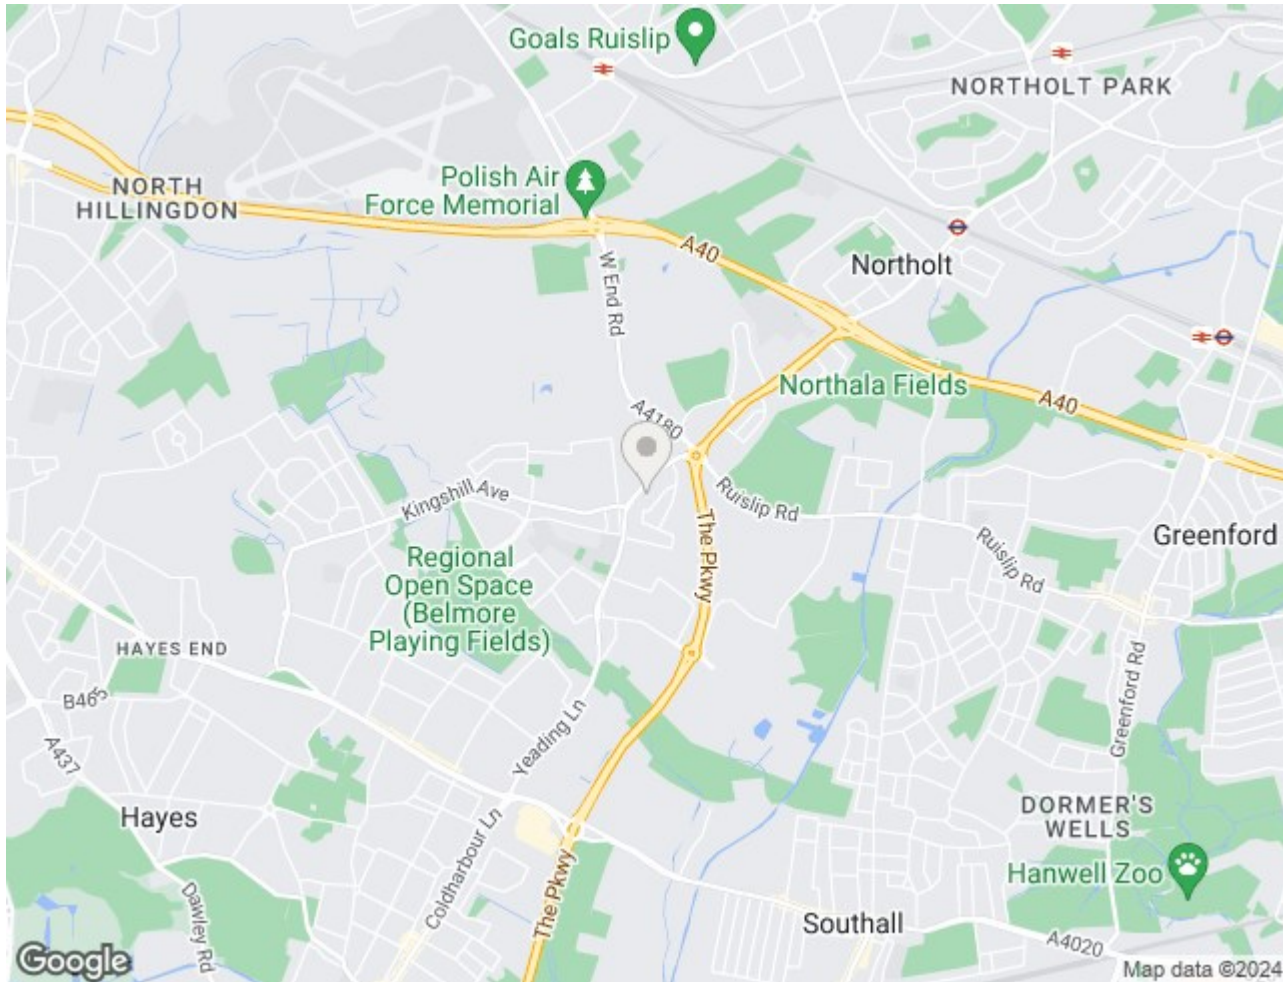 Goals Ruislip
NORTHOLT PARK
NORTH
HILLINGDON
Polish Air
Force Memorial
A40
Northolt
W End Rd
Northala Fields
A40
A4180
Kingshill Ave
Ruislip Rd
The Pkwy
Ruislip Rd
Greenford
Regional
Open Space
(Belmore
Playing Fields)
HAYES END
B465
A437
Yeading Ln
Greenford Rd
Hayes
DORMER'S
WELLS
Coldharbour Ln
Hanwell Zoo
The Pkwy
Dawley Rd
Southall
A4020
Google
Map data ©2024